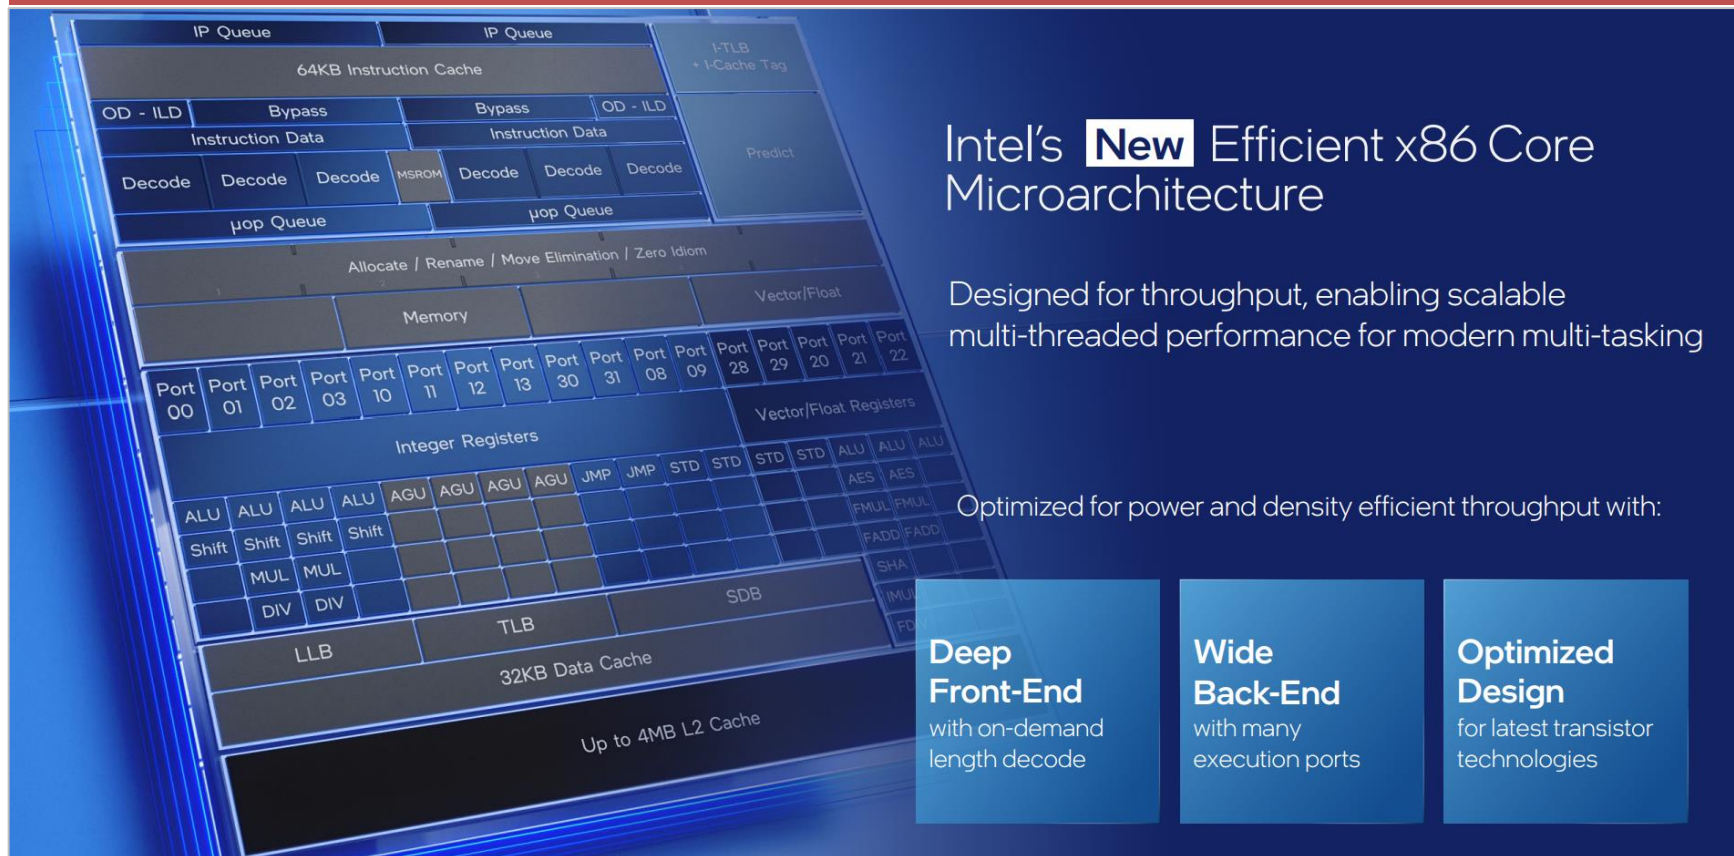 IP Queue IP Queue
I-TLB
+ I-Cache Tag
64KB Instruction Cache
OD - ILD Bypass Bypass OD - ILD
Instruction Data Instruction Data
Predict
Decode Decode Decode MSROM Decode Decode Decode
µop Queue µop Queue
Allocate / Rename / Move Elimination / Zero Idiom
Memory Vector/Float
Port 00 Port 01 Port 02 Port 03 Port 10 Port 11 Port 12 Port 13 Port 30 Port 31 Port 08 Port 09 Port 28 Port 29 Port 20 Port 21 Port 22
Integer Registers Vector/Float Registers
ALU ALU ALU ALU AGU AGU AGU AGU JMP JMP STD STD STD STD ALU ALU ALU
Shift Shift Shift Shift AES AES
MUL MUL FMUL FMUL
DIV DIV FADD FADD
SHA
IMUL
FDIV
LLB TLB SDB
32KB Data Cache
Up to 4MB L2 Cache
Intel's New Efficient x86 Core
Microarchitecture
Designed for throughput, enabling scalable
multi-threaded performance for modern multi-tasking
Optimized for power and density efficient throughput with:
Deep
Front-End
with on-demand
length decode
Wide
Back-End
with many
execution ports
Optimized
Design
for latest transistor
technologies